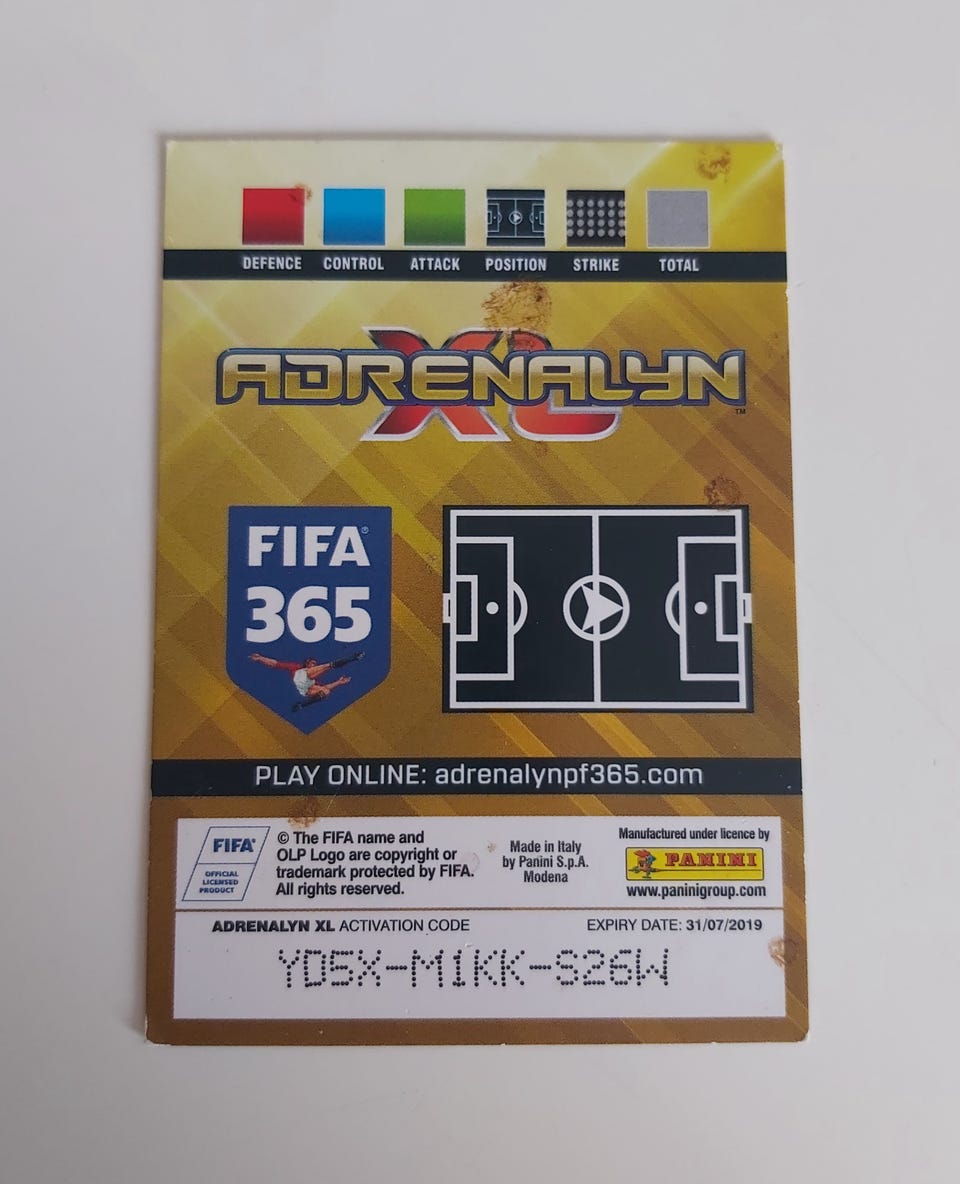 DEFENCE CONTROL ATTACK POSITION STRIKE TOTAL
ADRENALYN
XL
™
FIFA®
365
PLAY ONLINE: adrenalynpf365.com
FIFA®
OFFICIAL
LICENSED
PRODUCT
© The FIFA name and
OLP Logo are copyright or
trademark protected by FIFA.
All rights reserved.
Made in Italy
by Panini S.p.A.
Modena
Manufactured under licence by
PANINI
www.paninigroup.com
ADRENALYN XL ACTIVATION CODE
EXPIRY DATE: 31/07/2019
YD5X-M1KK-S26W